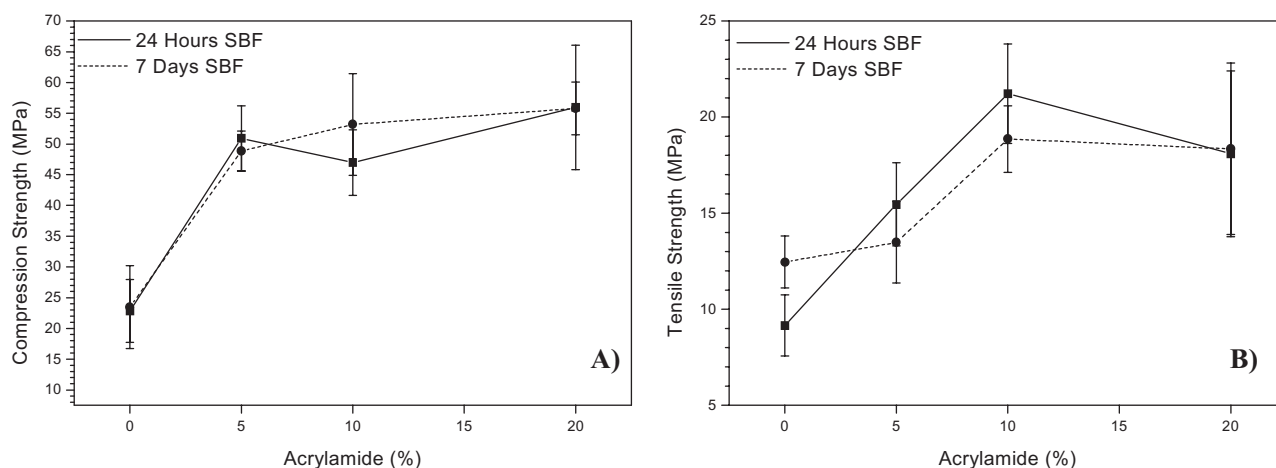 70
65
60
55
50
45
40
35
30
25
20
15
10
Compression Strength (MPa)
24 Hours SBF
7 Days SBF
A)
0 5 10 15 20
Acrylamide (%)
25
20
15
10
5
Tensile Strength (MPa)
24 Hours SBF
7 Days SBF
B)
0 5 10 15 20
Acrylamide (%)